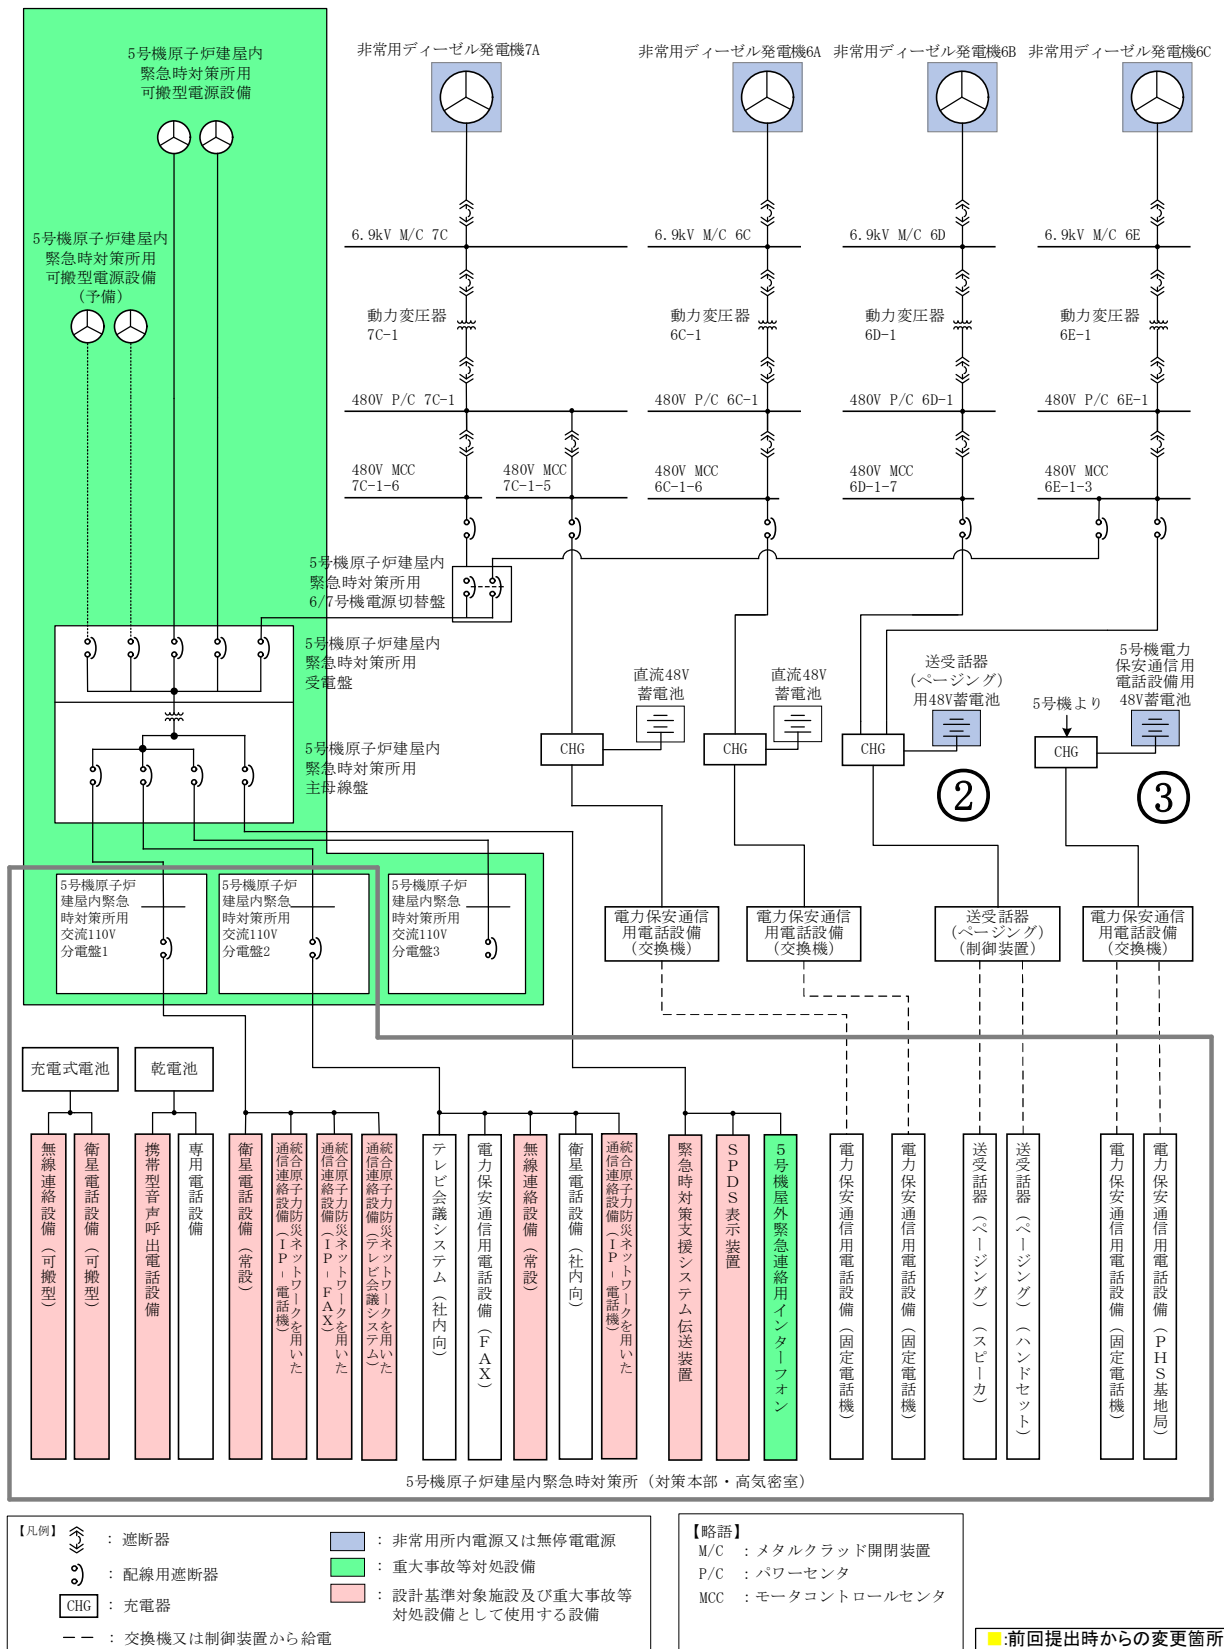 5号機原子炉建屋内
緊急時対策所用
可搬型電源設備
非常用ディーゼル発電機7A
非常用ディーゼル発電機6A
非常用ディーゼル発電機6B
非常用ディーゼル発電機6C
5号機原子炉建屋内
緊急時対策所用
可搬型電源設備
(予備)
6.9kV M/C 7C
6.9kV M/C 6C
6.9kV M/C 6D
6.9kV M/C 6E
動力変圧器
7C-1
動力変圧器
6C-1
動力変圧器
6D-1
動力変圧器
6E-1
480V P/C 7C-1
480V P/C 6C-1
480V P/C 6D-1
480V P/C 6E-1
480V MCC
7C-1-6
480V MCC
7C-1-5
480V MCC
6C-1-6
480V MCC
6D-1-7
480V MCC
6E-1-3
5号機原子炉建屋内
緊急時対策所用
6/7号機電源切替盤
5号機原子炉建屋内
緊急時対策所用
受電盤
5号機原子炉建屋内
緊急時対策所用
主母線盤
直流48V
蓄電池
直流48V
蓄電池
送受話器
(ページング)
用48V蓄電池
5号機電力
保安通信用
電話設備用
48V蓄電池
5号機より
CHG
CHG
CHG
CHG
②
③
5号機原子炉
建屋内緊急
時対策所用
交流110V
分電盤1
5号機原子炉
建屋内緊急
時対策所用
交流110V
分電盤2
5号機原子炉
建屋内緊急
時対策所用
交流110V
分電盤3
電力保安通信
用電話設備
(交換機)
電力保安通信
用電話設備
(交換機)
送受話器
(ページング)
(制御装置)
電力保安通信
用電話設備
(交換機)
充電式電池
乾電池
無線連絡設備(可搬型)
衛星電話設備(可搬型)
携帯型音声呼出電話設備
専用電話設備
衛星電話設備(常設)
統合原子力防災ネットワークを用いた
通信連絡設備(IP-電話機)
統合原子力防災ネットワークを用いた
通信連絡設備(IP-FAX)
統合原子力防災ネットワークを用いた
通信連絡設備(テレビ会議システム)
テレビ会議システム(社内向)
電力保安通信用電話設備(FAX)
無線連絡設備(常設)
衛星電話設備(社内向)
統合原子力防災ネットワークを用いた
通信連絡設備(IP-電話機)
緊急時対策支援システム伝送装置
SPDS表示装置
5号機屋外緊急連絡用インターフォン
電力保安通信用電話設備(固定電話機)
電力保安通信用電話設備(固定電話機)
送受話器(ページング)(スピーカ)
送受話器(ページング)(ハンドセット)
電力保安通信用電話設備(固定電話機)
電力保安通信用電話設備(PHS基地局)
5号機原子炉建屋内緊急時対策所(対策本部・高気密室)
【凡例】
:遮断器
:配線用遮断器
CHG:充電器
:交換機又は制御装置から給電
:非常用所内電源又は無停電電源
:重大事故等対処設備
:設計基準対象施設及び重大事故等
対処設備として使用する設備
【略語】
M/C :メタルクラッド開閉装置
P/C :パワーセンタ
MCC :モータコントロールセンタ
:前回提出時からの変更箇所